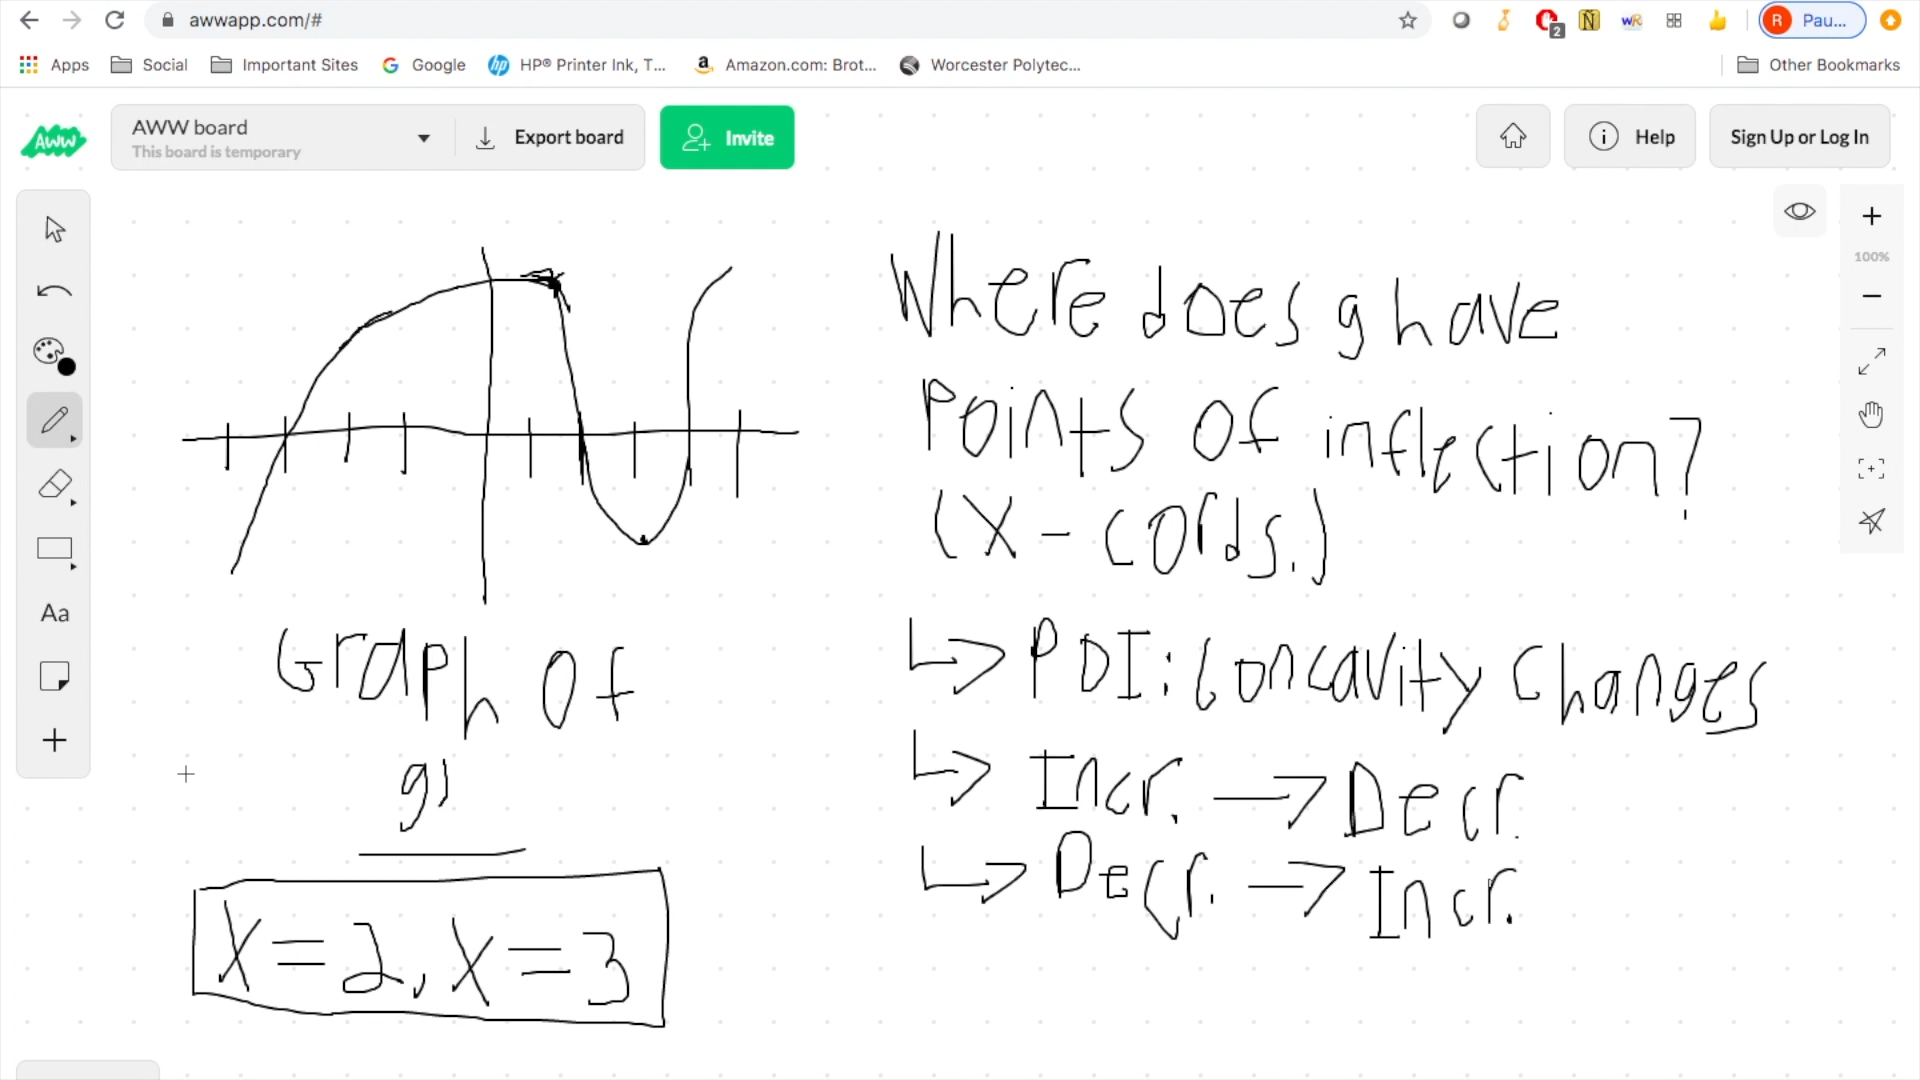 awwapp.com/#
2
R Pau...
Apps Social Important Sites Google HP® Printer Ink, T... Amazon.com: Brot... Worcester Polytec... Other Bookmarks
AWW
AWW board
This board is temporary
Export board
Invite
Help
Sign Up or Log In
100%
Aa
Where does g have
Points of inflection?
(X - cords.)
Graph of
g'
POI: Concavity Changes
Incr. → Decr.
Decr. → Incr.
X = 2, X = 3